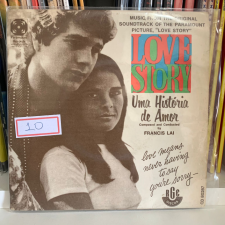 MUSIC FROM THE ORIGINAL
SOUNDTRACK OF THE PARAMOUNT
PICTURE, "LOVE STORY"
LOVE
STORY
Uma História
de Amor
Composed and Conducted
by
FRANCIS LAI
10
love means
never having
to say
you're sorry
RGE